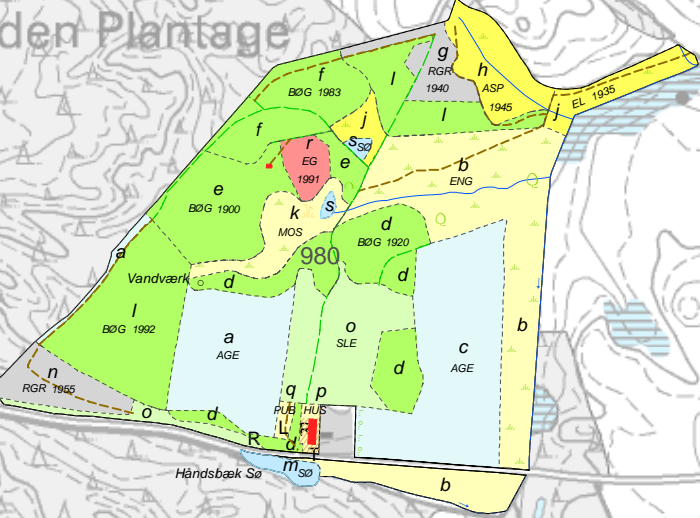 den Plantage
g
RGR
1940
h
ASP
1945
f
BØG 1983
l
EL 1935
j
l
j
f
s SØ
r
EG
1991
e
b
ENG
e
BØG 1900
k
MOS
s
d
BØG 1920
a
980
Vandværk
d
d
l
BØG 1992
a
AGE
o
SLE
b
c
AGE
n
RGR 1955
d
q
p
PUB
HUS
o
d
L
R
d
m SØ
Håndsbæk Sø
b